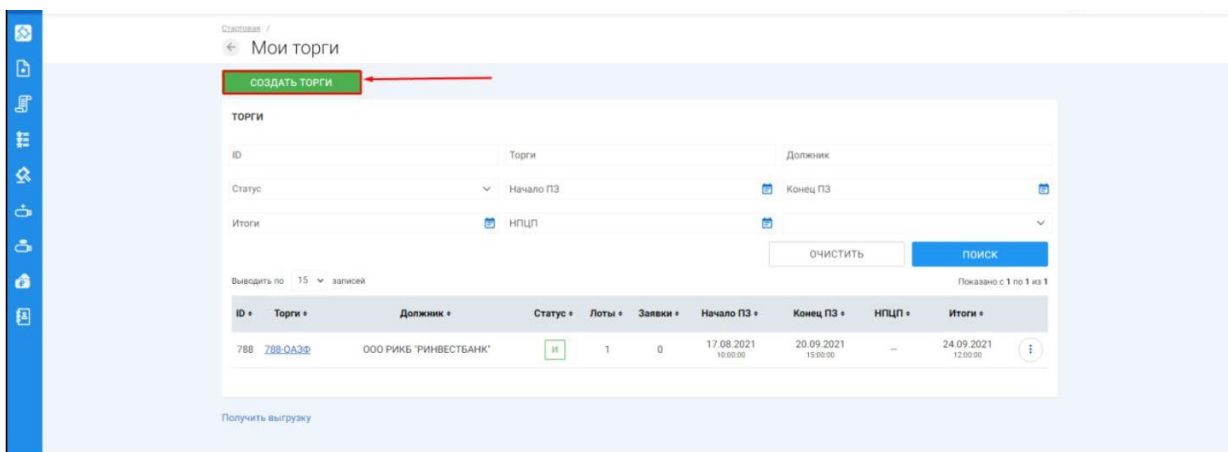 Стартовая /
Мои торги
СОЗДАТЬ ТОРГИ
ТОРГИ
ID Торги Должник
Статус Начало ПЗ Конец ПЗ
Итоги НПЦП
ОЧИСТИТЬ ПОИСК
Выводить по 15 записей Показано с 1 по 1 из 1
ID Торги Должник Статус Лоты Заявки Начало ПЗ Конец ПЗ НПЦП Итоги
788 788-ОАЗФ ООО РИКБ "РИНВЕСТБАНК" И 1 0 17.08.2021 20.09.2021 — 24.09.2021
10:00:00 15:00:00 12:00:00
Получить выгрузку